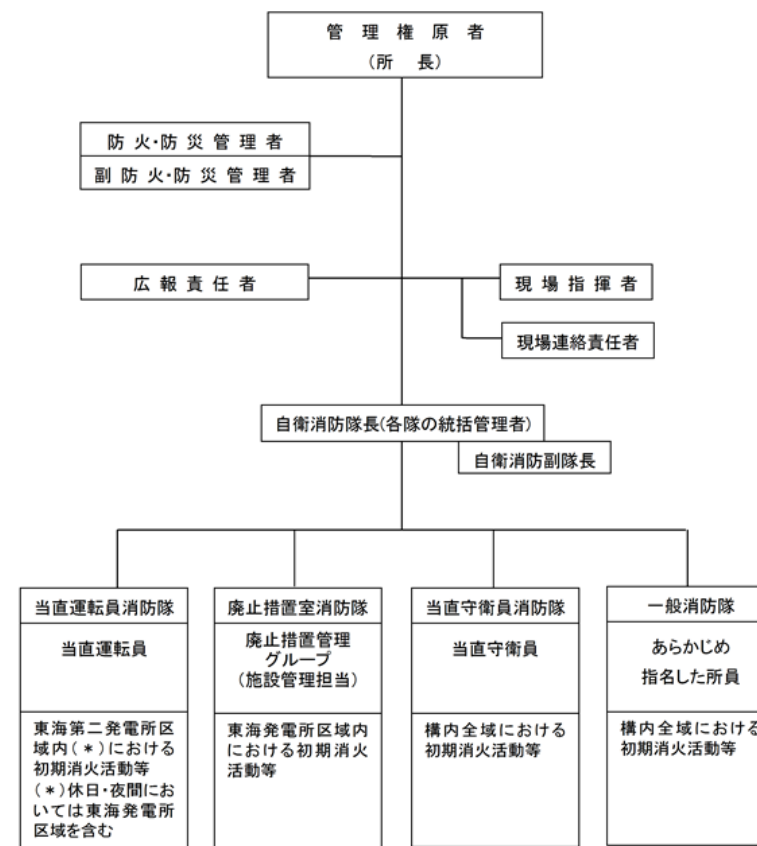 管理権原者
(所　長)
防火・防災管理者
副防火・防災管理者
広報責任者
現場指揮者
現場連絡責任者
自衛消防隊長(各隊の統括管理者)
自衛消防副隊長
当直運転員消防隊
当直運転員
東海第二発電所区
域内(*)における
初期消火活動等
(*)休日・夜間にお
いては東海発電所
区域を含む
廃止措置室消防隊
廃止措置管理
グループ
(施設管理担当)
東海発電所区域内
における初期消火
活動等
当直守衛員消防隊
当直守衛員
構内全域における
初期消火活動等
一般消防隊
あらかじめ
指名した所員
構内全域における
初期消火活動等